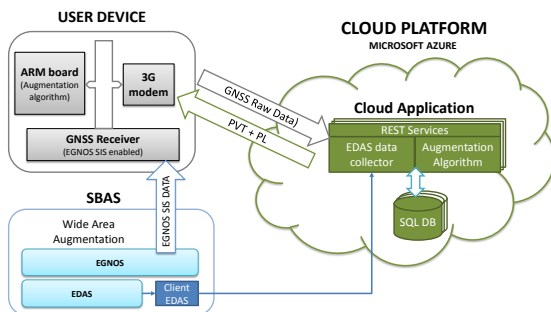 USER DEVICE
ARM board
(Augmentation
algorithm)
3G
modem
GNSS Receiver
(EGNOS SIS enabled)
GNSS Raw Data)
PVT + PL
CLOUD PLATFORM
MICROSOFT AZURE
Cloud Application
REST Services
EDAS data
collector
Augmentation
Algorithm
SQL DB
SBAS
EGNOS SIS DATA
Wide Area
Augmentation
EGNOS
EDAS
Client
EDAS